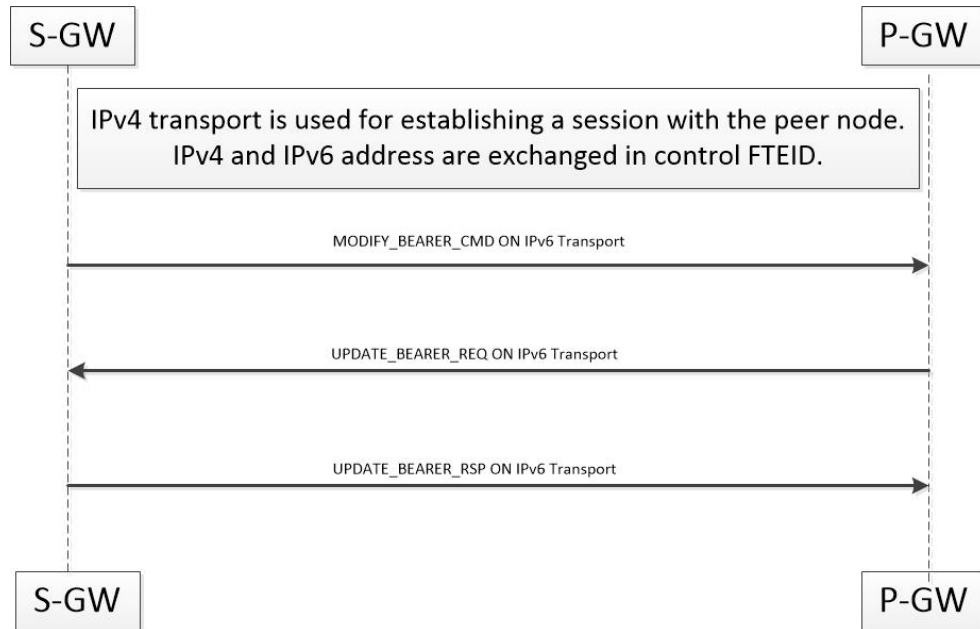 S-GW
P-GW
IPv4 transport is used for establishing a session with the peer node.
IPv4 and IPv6 address are exchanged in control FTEID.
MODIFY_BEARER_CMD ON IPv6 Transport
UPDATE_BEARER_REQ ON IPv6 Transport
UPDATE_BEARER_RSP ON IPv6 Transport
S-GW
P-GW